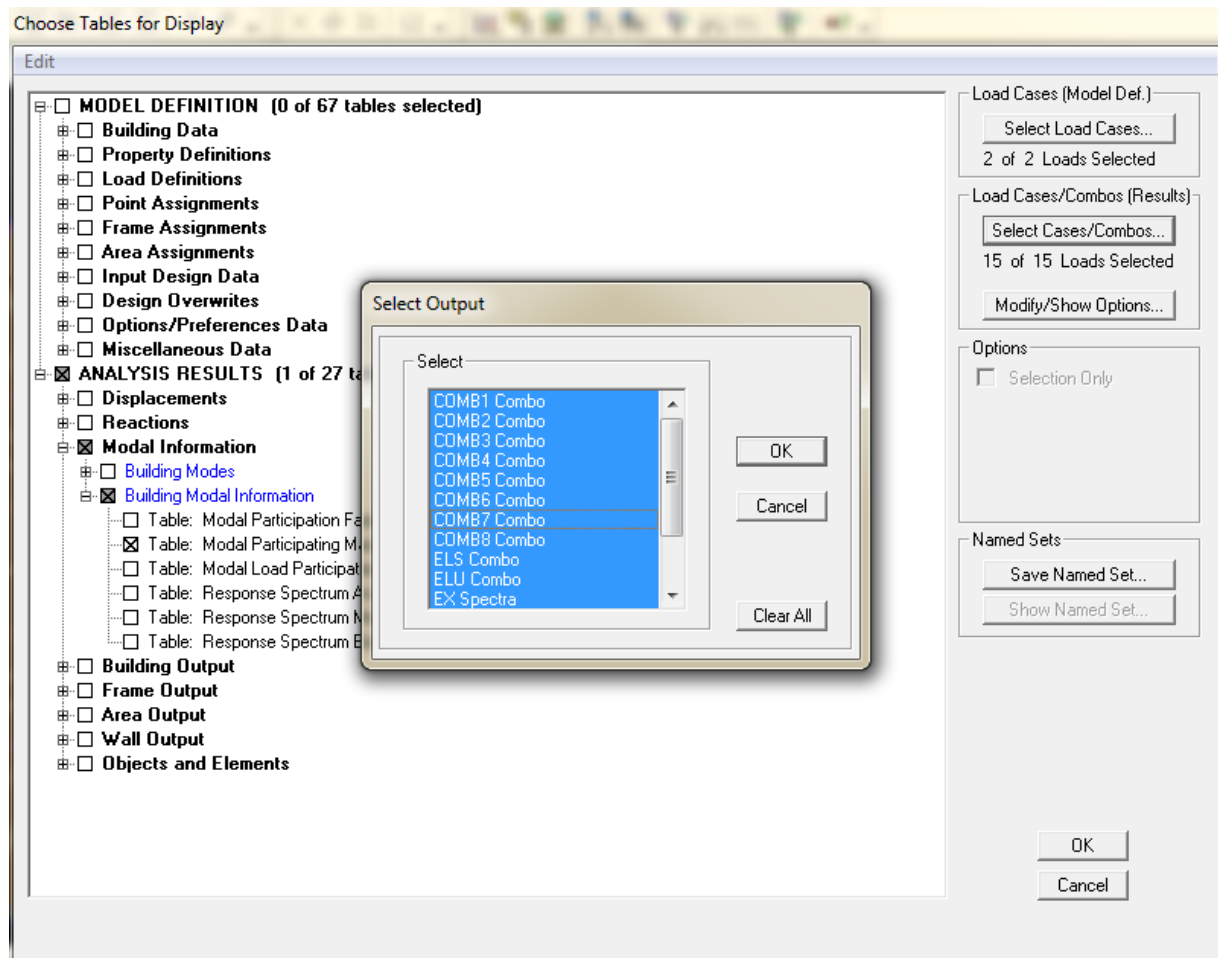 Choose Tables for Display
Edit
MODEL DEFINITION (0 of 67 tables selected)
Building Data
Property Definitions
Load Definitions
Point Assignments
Frame Assignments
Area Assignments
Input Design Data
Design Overwrites
Options/Preferences Data
Miscellaneous Data
ANALYSIS RESULTS (1 of 27 ta
Displacements
Reactions
Modal Information
Building Modes
Building Modal Information
Table: Modal Participation Fa
Table: Modal Participating M
Table: Modal Load Participat
Table: Response Spectrum A
Table: Response Spectrum M
Table: Response Spectrum B
Building Output
Frame Output
Area Output
Wall Output
Objects and Elements
Select Output
Select
COMB1 Combo
COMB2 Combo
COMB3 Combo
COMB4 Combo
COMB5 Combo
COMB6 Combo
COMB7 Combo
COMB8 Combo
ELS Combo
ELU Combo
EX Spectra
OK
Cancel
Clear All
Load Cases (Model Def.)
Select Load Cases...
2 of 2 Loads Selected
Load Cases/Combos (Results)
Select Cases/Combos...
15 of 15 Loads Selected
Modify/Show Options...
Options
Selection Only
Named Sets
Save Named Set...
Show Named Set...
OK
Cancel